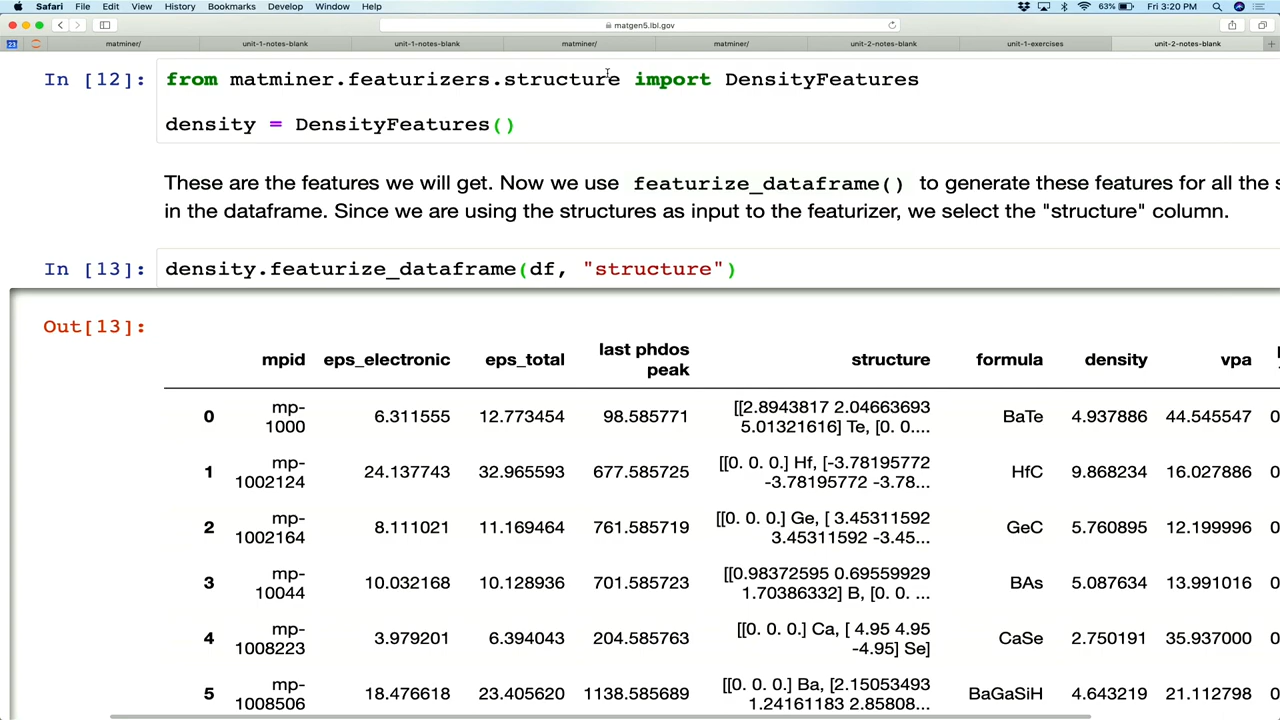 Safari File Edit View History Bookmarks Develop Window Help 63% Fri 3:20 PM
matgen5.lbl.gov
23 matminer/ unit-1-notes-blank unit-1-notes-blank matminer/ matminer/ unit-2-notes-blank unit-1-exercises unit-2-notes-blank
In [12]: from matminer.featurizers.structure import DensityFeatures
density = DensityFeatures()
These are the features we will get. Now we use featurize_dataframe() to generate these features for all the s
in the dataframe. Since we are using the structures as input to the featurizer, we select the "structure" column.
In [13]: density.featurize_dataframe(df, "structure")
Out[13]:
mpid eps_electronic eps_total last phdos peak structure formula density vpa
0 mp-1000 6.311555 12.773454 98.585771 [[2.8943817 2.04663693 5.01321616] Te, [0. 0.... BaTe 4.937886 44.545547 0
1 mp-1002124 24.137743 32.965593 677.585725 [[0. 0. 0.] Hf, [-3.78195772 -3.78195772 -3.78... HfC 9.868234 16.027886 0
2 mp-1002164 8.111021 11.169464 761.585719 [[0. 0. 0.] Ge, [ 3.45311592 3.45311592 -3.45... GeC 5.760895 12.199996 0
3 mp-10044 10.032168 10.128936 701.585723 [[0.98372595 0.69559929 1.70386332] B, [0. 0. ... BAs 5.087634 13.991016 0
4 mp-1008223 3.979201 6.394043 204.585763 [[0. 0. 0.] Ca, [ 4.95 4.95 -4.95] Se] CaSe 2.750191 35.937000 0
5 mp-1008506 18.476618 23.405620 1138.585689 [[0. 0. 0.] Ba, [2.15053493 1.24161183 2.85808... BaGaSiH 4.643219 21.112798 0